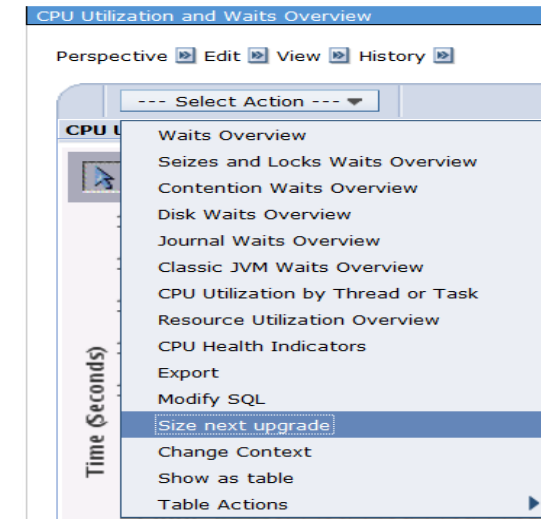 CPU Utilization and Waits Overview
Perspective Edit View History
--- Select Action ---
CPU U
Waits Overview
Seizes and Locks Waits Overview
Contention Waits Overview
Disk Waits Overview
Journal Waits Overview
Classic JVM Waits Overview
CPU Utilization by Thread or Task
Resource Utilization Overview
CPU Health Indicators
Export
Modify SQL
Size next upgrade
Change Context
Show as table
Table Actions
Time (Seconds)